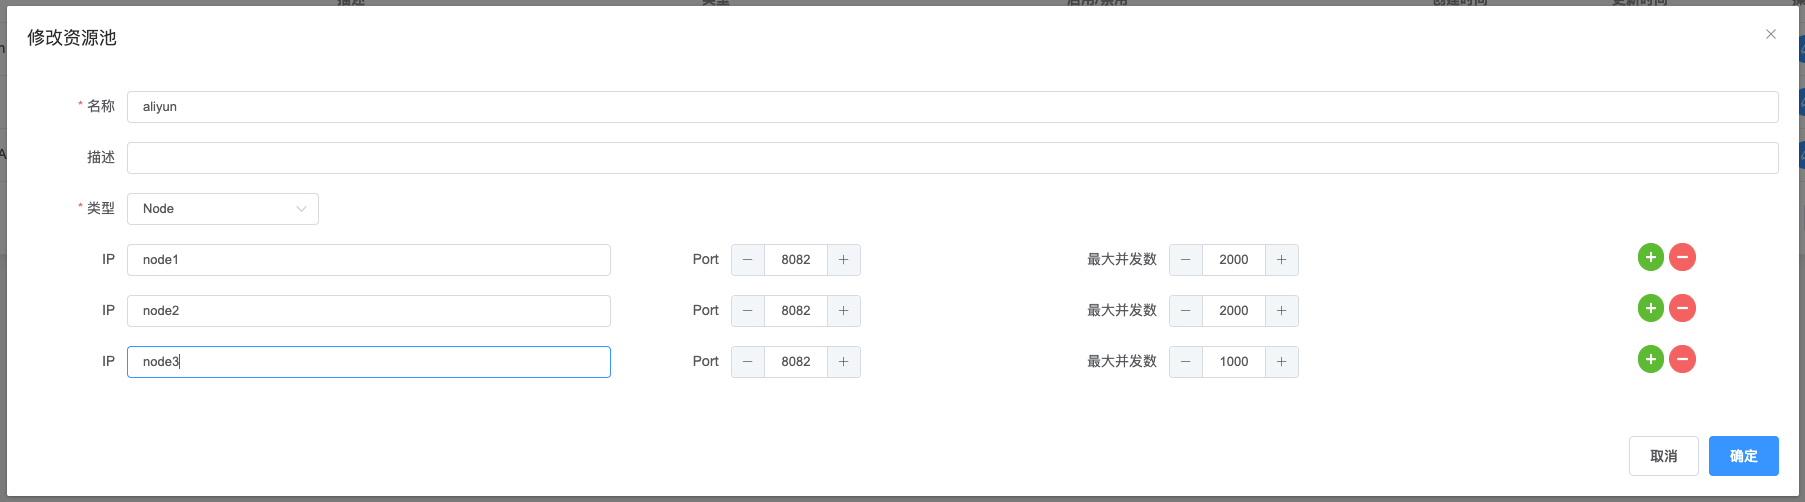 修改资源池
* 名称 aliyun
描述
* 类型 Node
IP node1 Port 8082 最大并发数 2000
IP node2 Port 8082 最大并发数 2000
IP node3 Port 8082 最大并发数 1000
取消 确定